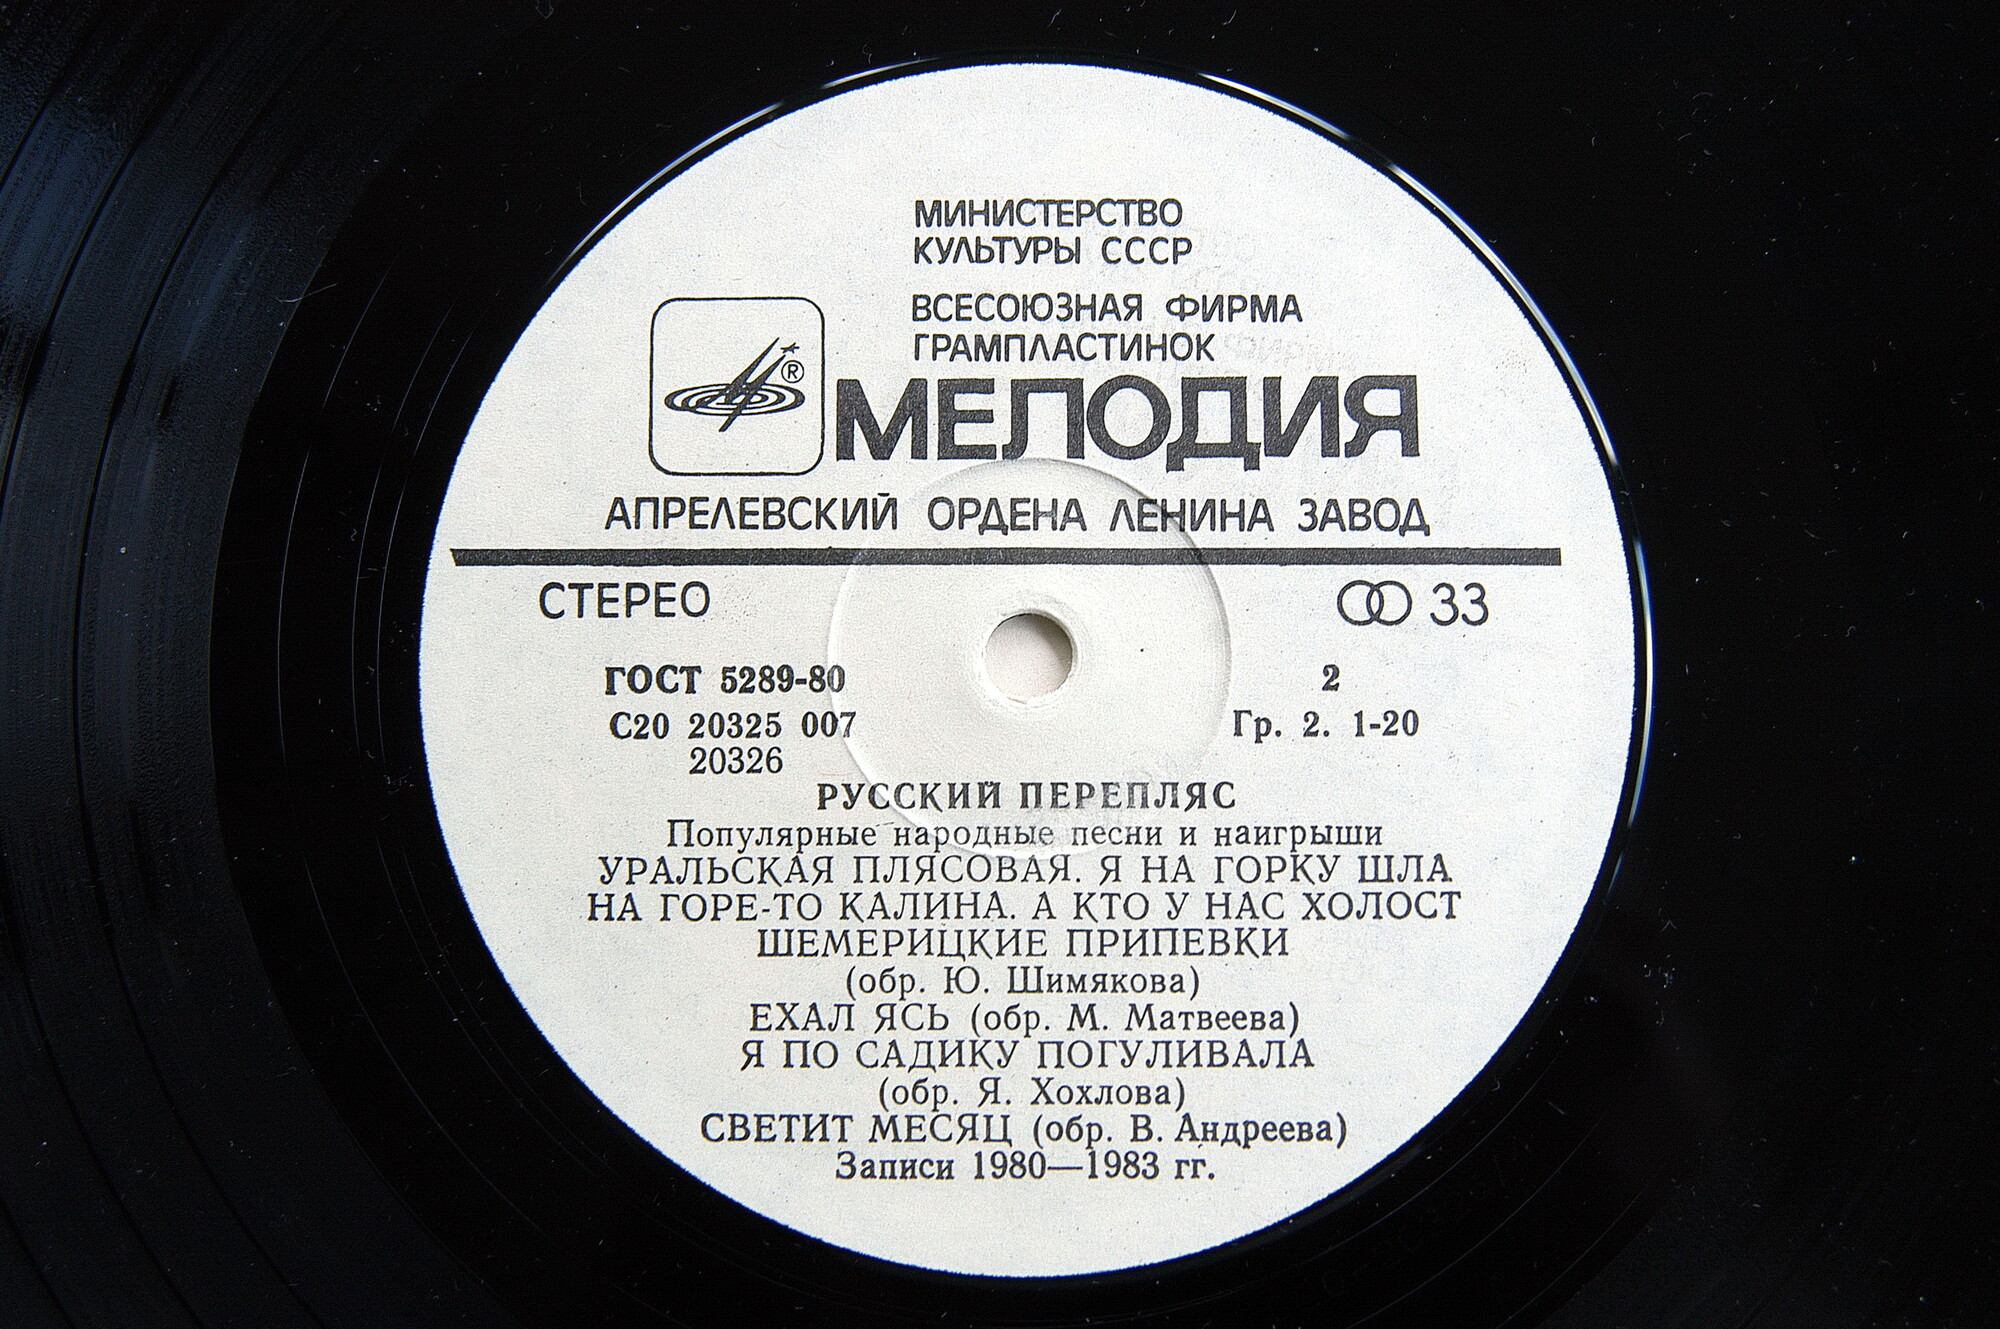 МИНИСТЕРСТВО
КУЛЬТУРЫ СССР
ВСЕСОЮЗНАЯ ФИРМА
ГРАМПЛАСТИНОК
®
МЕЛОДИЯ
АПРЕЛЕВСКИЙ ОРДЕНА ЛЕНИНА ЗАВОД
СТЕРЕО 33
ГОСТ 5289-80 2
С20 20325 007 Гр. 2. 1-20
20326
РУССКИЙ ПЕРЕПЛЯС
Популярные народные песни и наигрыши
УРАЛЬСКАЯ ПЛЯСОВАЯ. Я НА ГОРКУ ШЛА
НА ГОРЕ-ТО КАЛИНА. А КТО У НАС ХОЛОСТ
ШЕМЕРИЦКИЕ ПРИПЕВКИ
(обр. Ю. Шимякова)
ЕХАЛ ЯСЬ (обр. М. Матвеева)
Я ПО САДИКУ ПОГУЛИВАЛА
(обр. Я. Хохлова)
СВЕТИТ МЕСЯЦ (обр. В. Андреева)
Записи 1980—1983 гг.